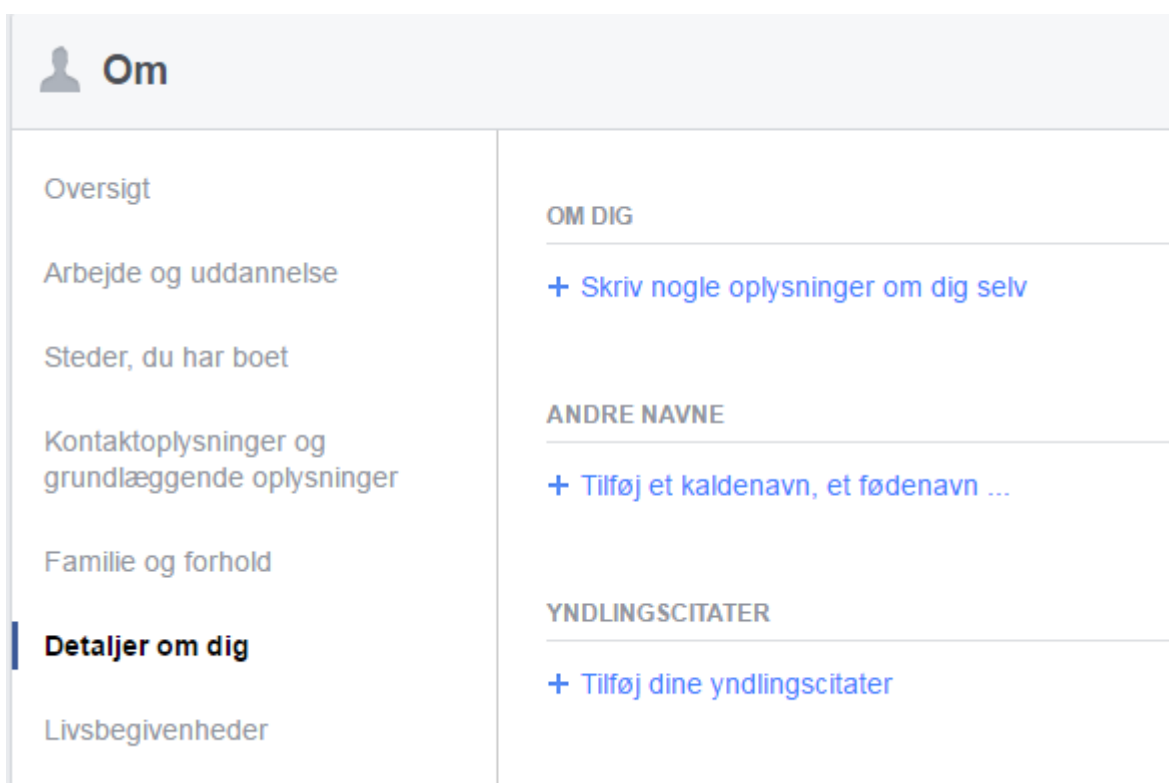 Om
Oversigt
Arbejde og uddannelse
Steder, du har boet
Kontaktoplysninger og
grundlæggende oplysninger
Familie og forhold
Detaljer om dig
Livsbegivenheder
OM DIG
+ Skriv nogle oplysninger om dig selv
ANDRE NAVNE
+ Tilføj et kaldenavn, et fødenavn ...
YNDLINGSCITATER
+ Tilføj dine yndlingscitater